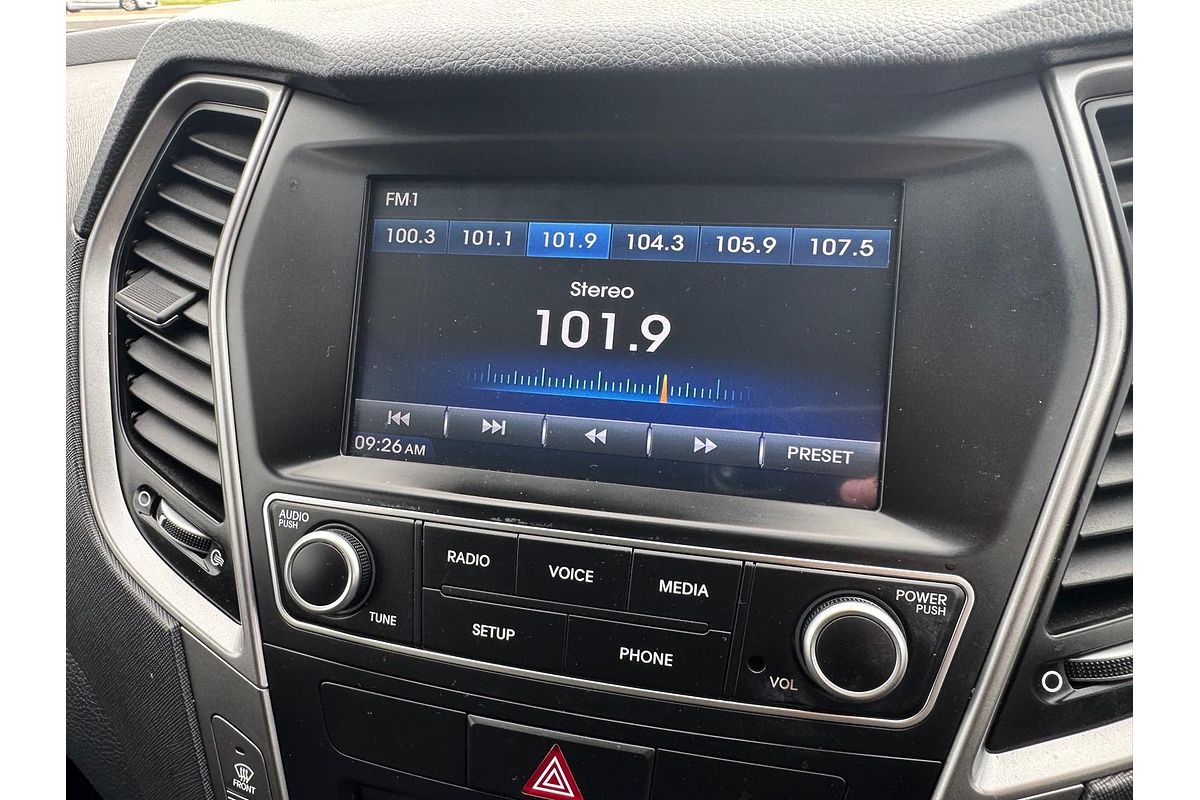 FM1
100.3 101.1 101.9 104.3 105.9 107.5
Stereo
101.9
PRESET
09:26 AM
AUDIO
PUSH
TUNE
RADIO
VOICE
MEDIA
SETUP
PHONE
POWER
PUSH
VOL
FRONT